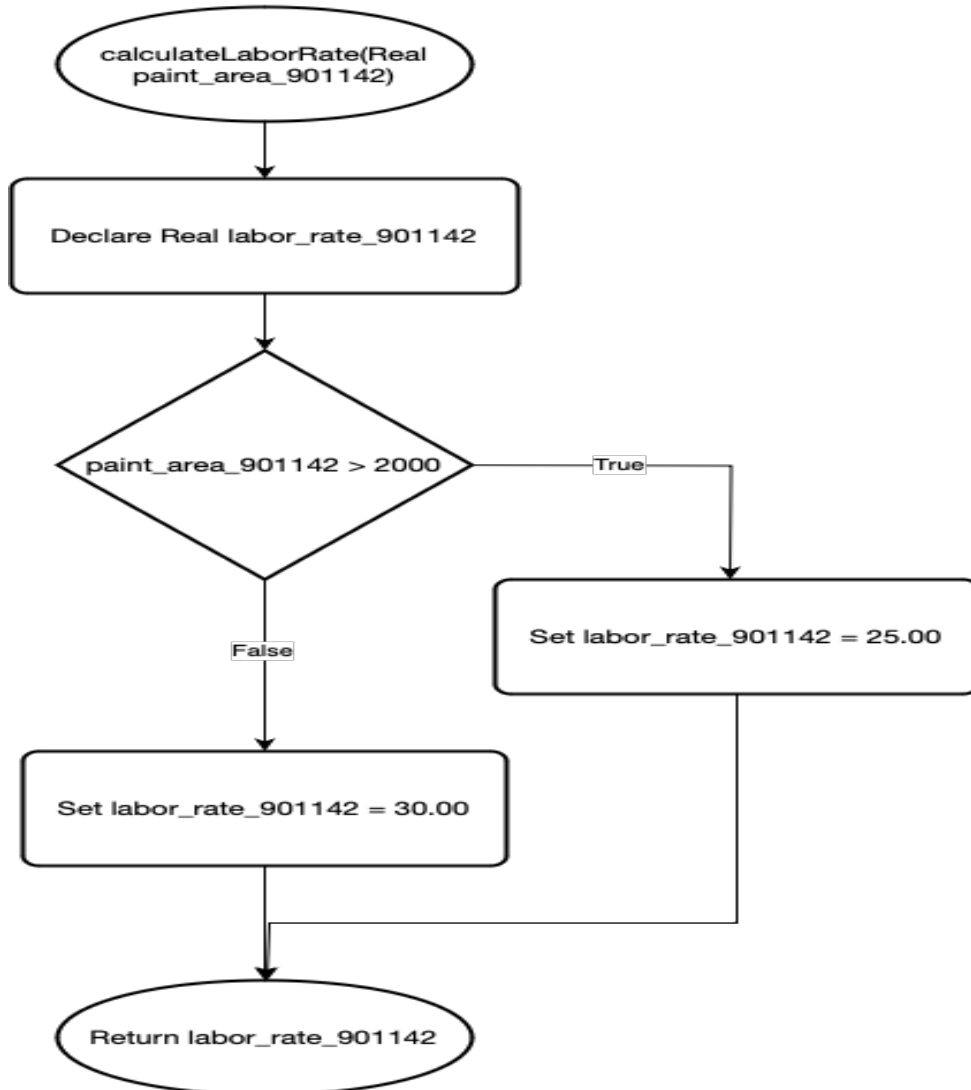 calculateLaborRate(Real
paint_area_901142)
Declare Real labor_rate_901142
paint_area_901142 > 2000
True
Set labor_rate_901142 = 25.00
False
Set labor_rate_901142 = 30.00
Return labor_rate_901142